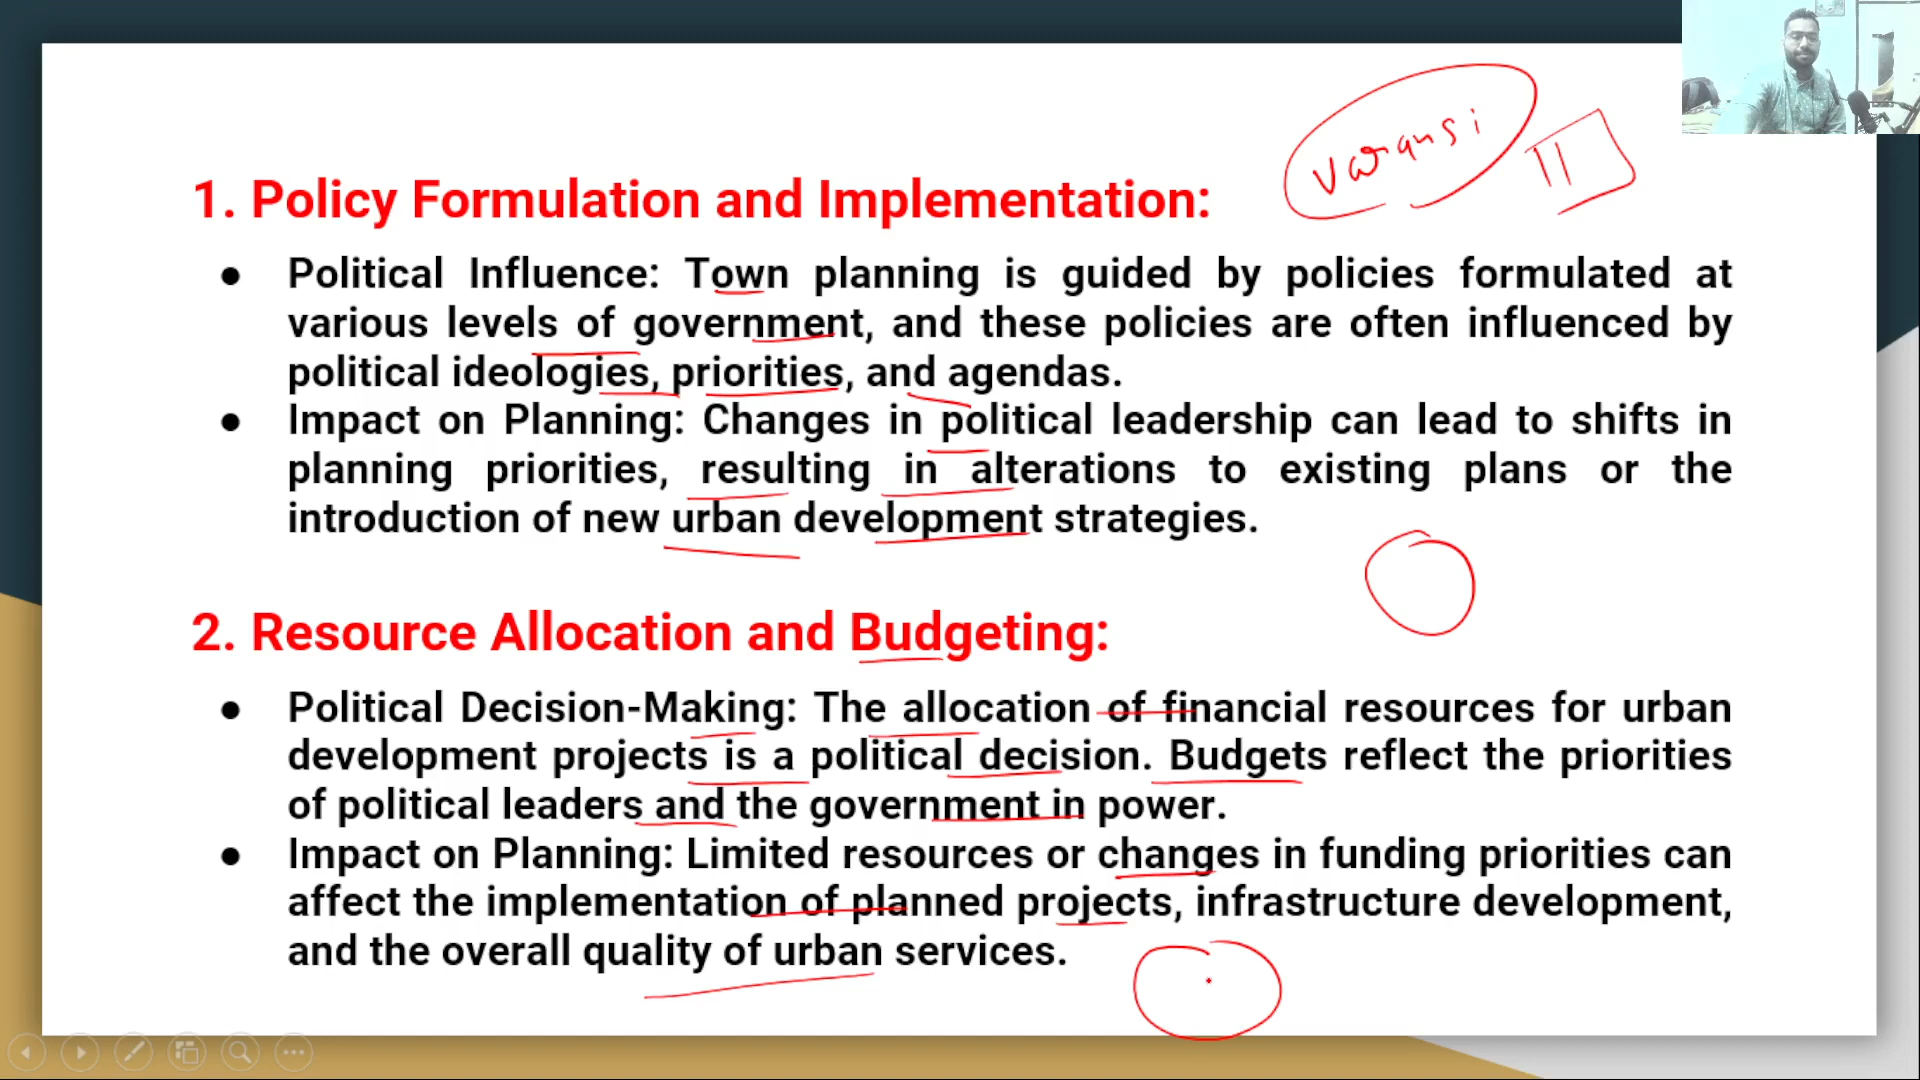 varansi
11
1. Policy Formulation and Implementation:
● Political Influence: Town planning is guided by policies formulated at
various levels of government, and these policies are often influenced by
political ideologies, priorities, and agendas.
● Impact on Planning: Changes in political leadership can lead to shifts in
planning priorities, resulting in alterations to existing plans or the
introduction of new urban development strategies.
2. Resource Allocation and Budgeting:
● Political Decision-Making: The allocation of financial resources for urban
development projects is a political decision. Budgets reflect the priorities
of political leaders and the government in power.
● Impact on Planning: Limited resources or changes in funding priorities can
affect the implementation of planned projects, infrastructure development,
and the overall quality of urban services.